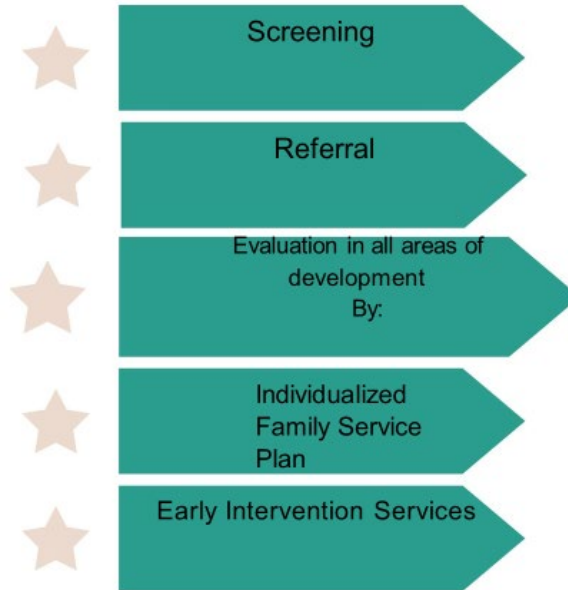 Screening
Referral
Evaluation in all areas of
development
By:
Individualized
Family Service
Plan
Early Intervention Services